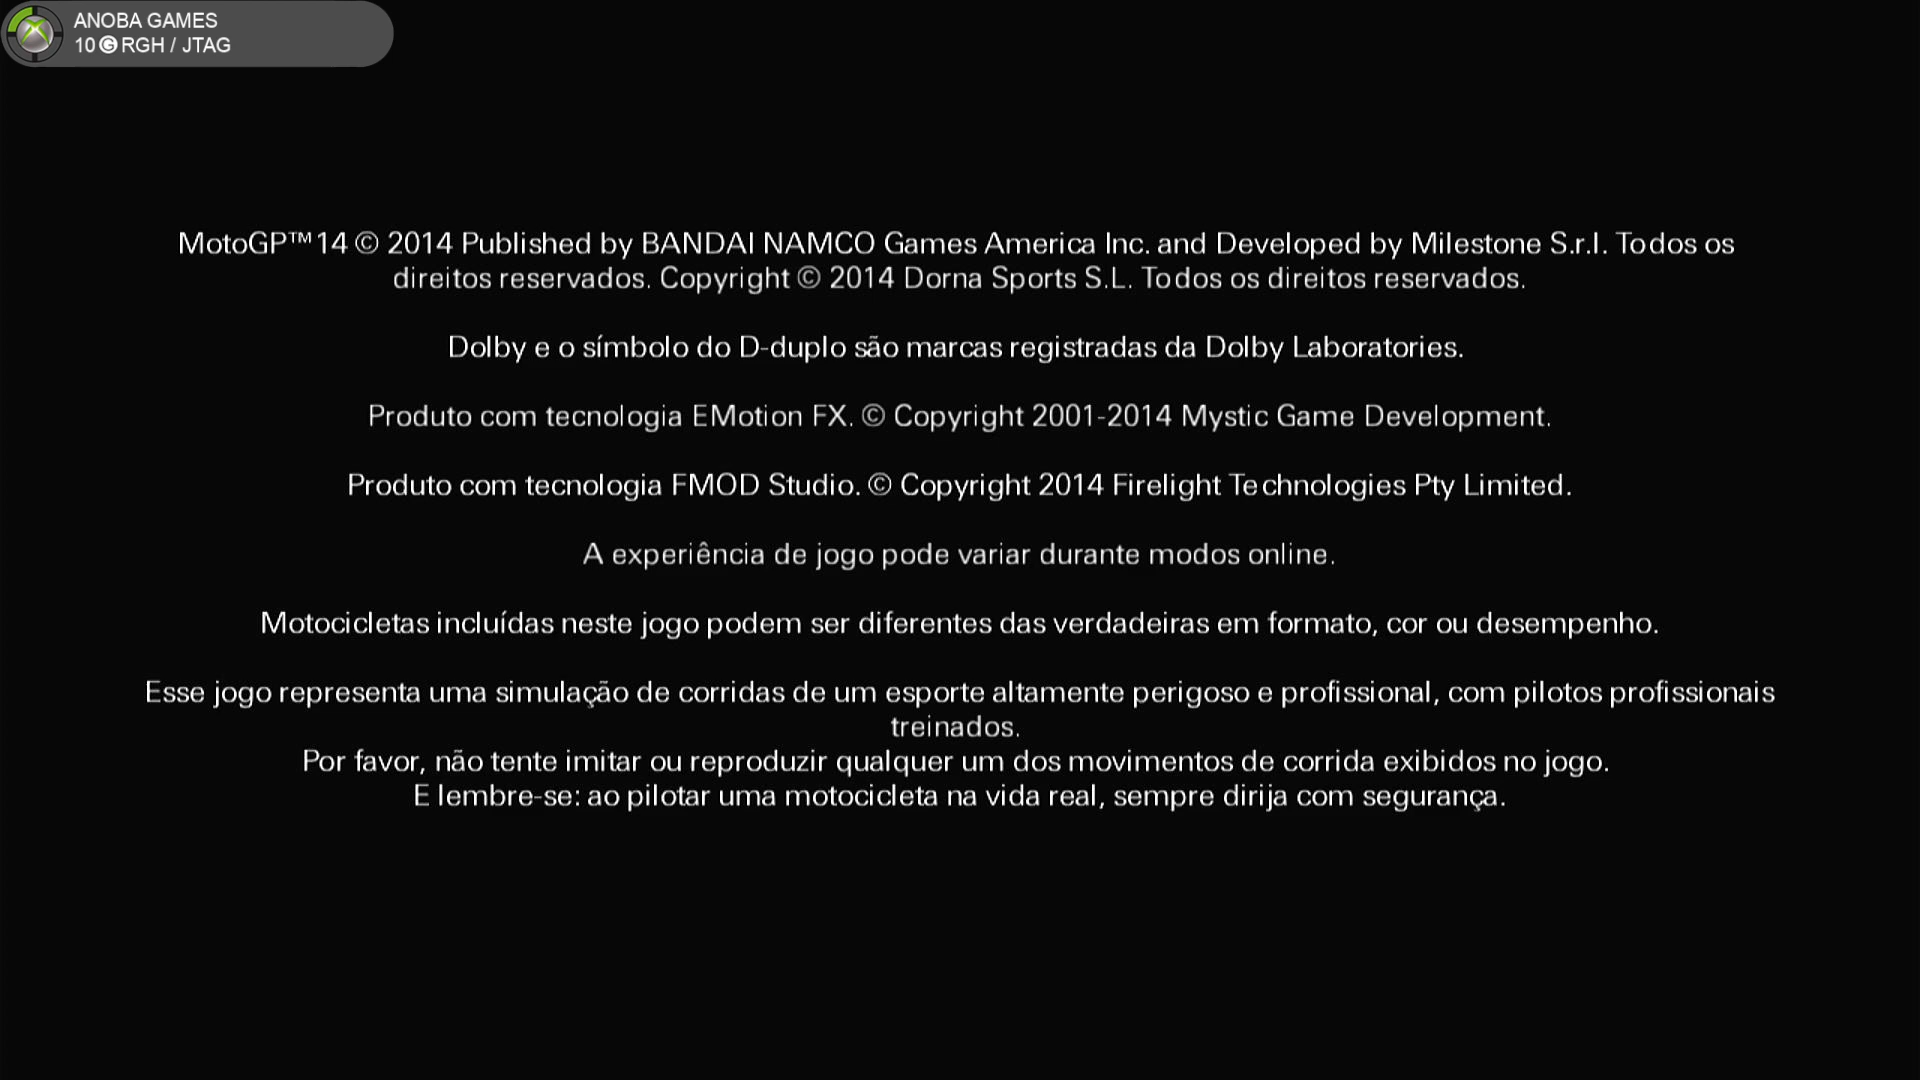 ANOBA GAMES
10 G RGH / JTAG
MotoGP™14 © 2014 Published by BANDAI NAMCO Games America Inc. and Developed by Milestone S.r.l. Todos os
direitos reservados. Copyright © 2014 Dorna Sports S.L. Todos os direitos reservados.
Dolby e o símbolo do D-duplo são marcas registradas da Dolby Laboratories.
Produto com tecnologia EMotion FX. © Copyright 2001-2014 Mystic Game Development.
Produto com tecnologia FMOD Studio. © Copyright 2014 Firelight Technologies Pty Limited.
A experiência de jogo pode variar durante modos online.
Motocicletas incluídas neste jogo podem ser diferentes das verdadeiras em formato, cor ou desempenho.
Esse jogo representa uma simulação de corridas de um esporte altamente perigoso e profissional, com pilotos profissionais
treinados.
Por favor, não tente imitar ou reproduzir qualquer um dos movimentos de corrida exibidos no jogo.
E lembre-se: ao pilotar uma motocicleta na vida real, sempre dirija com segurança.